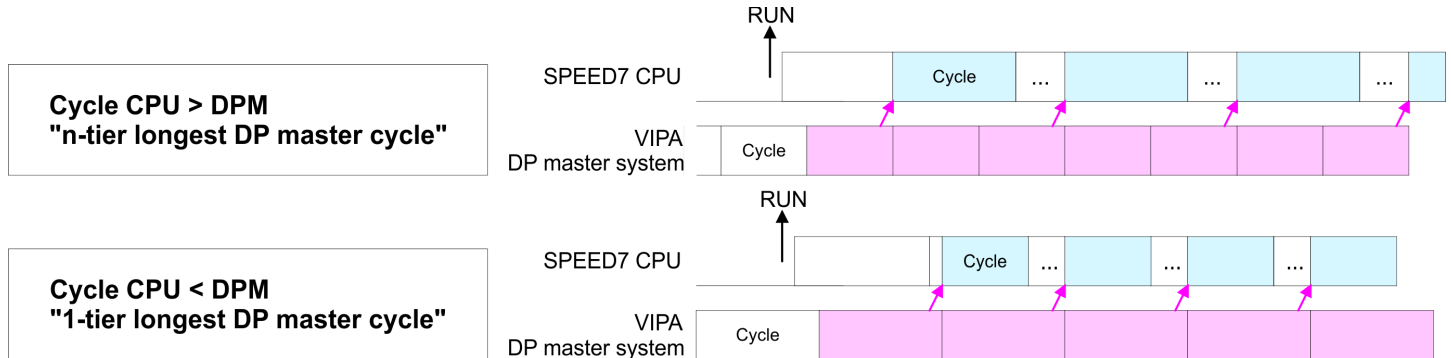 RUN
SPEED7 CPU
Cycle
...
...
...
Cycle CPU > DPM
"n-tier longest DP master cycle"
VIPA
DP master system
Cycle
RUN
SPEED7 CPU
Cycle
...
...
...
Cycle CPU < DPM
"1-tier longest DP master cycle"
VIPA
DP master system
Cycle